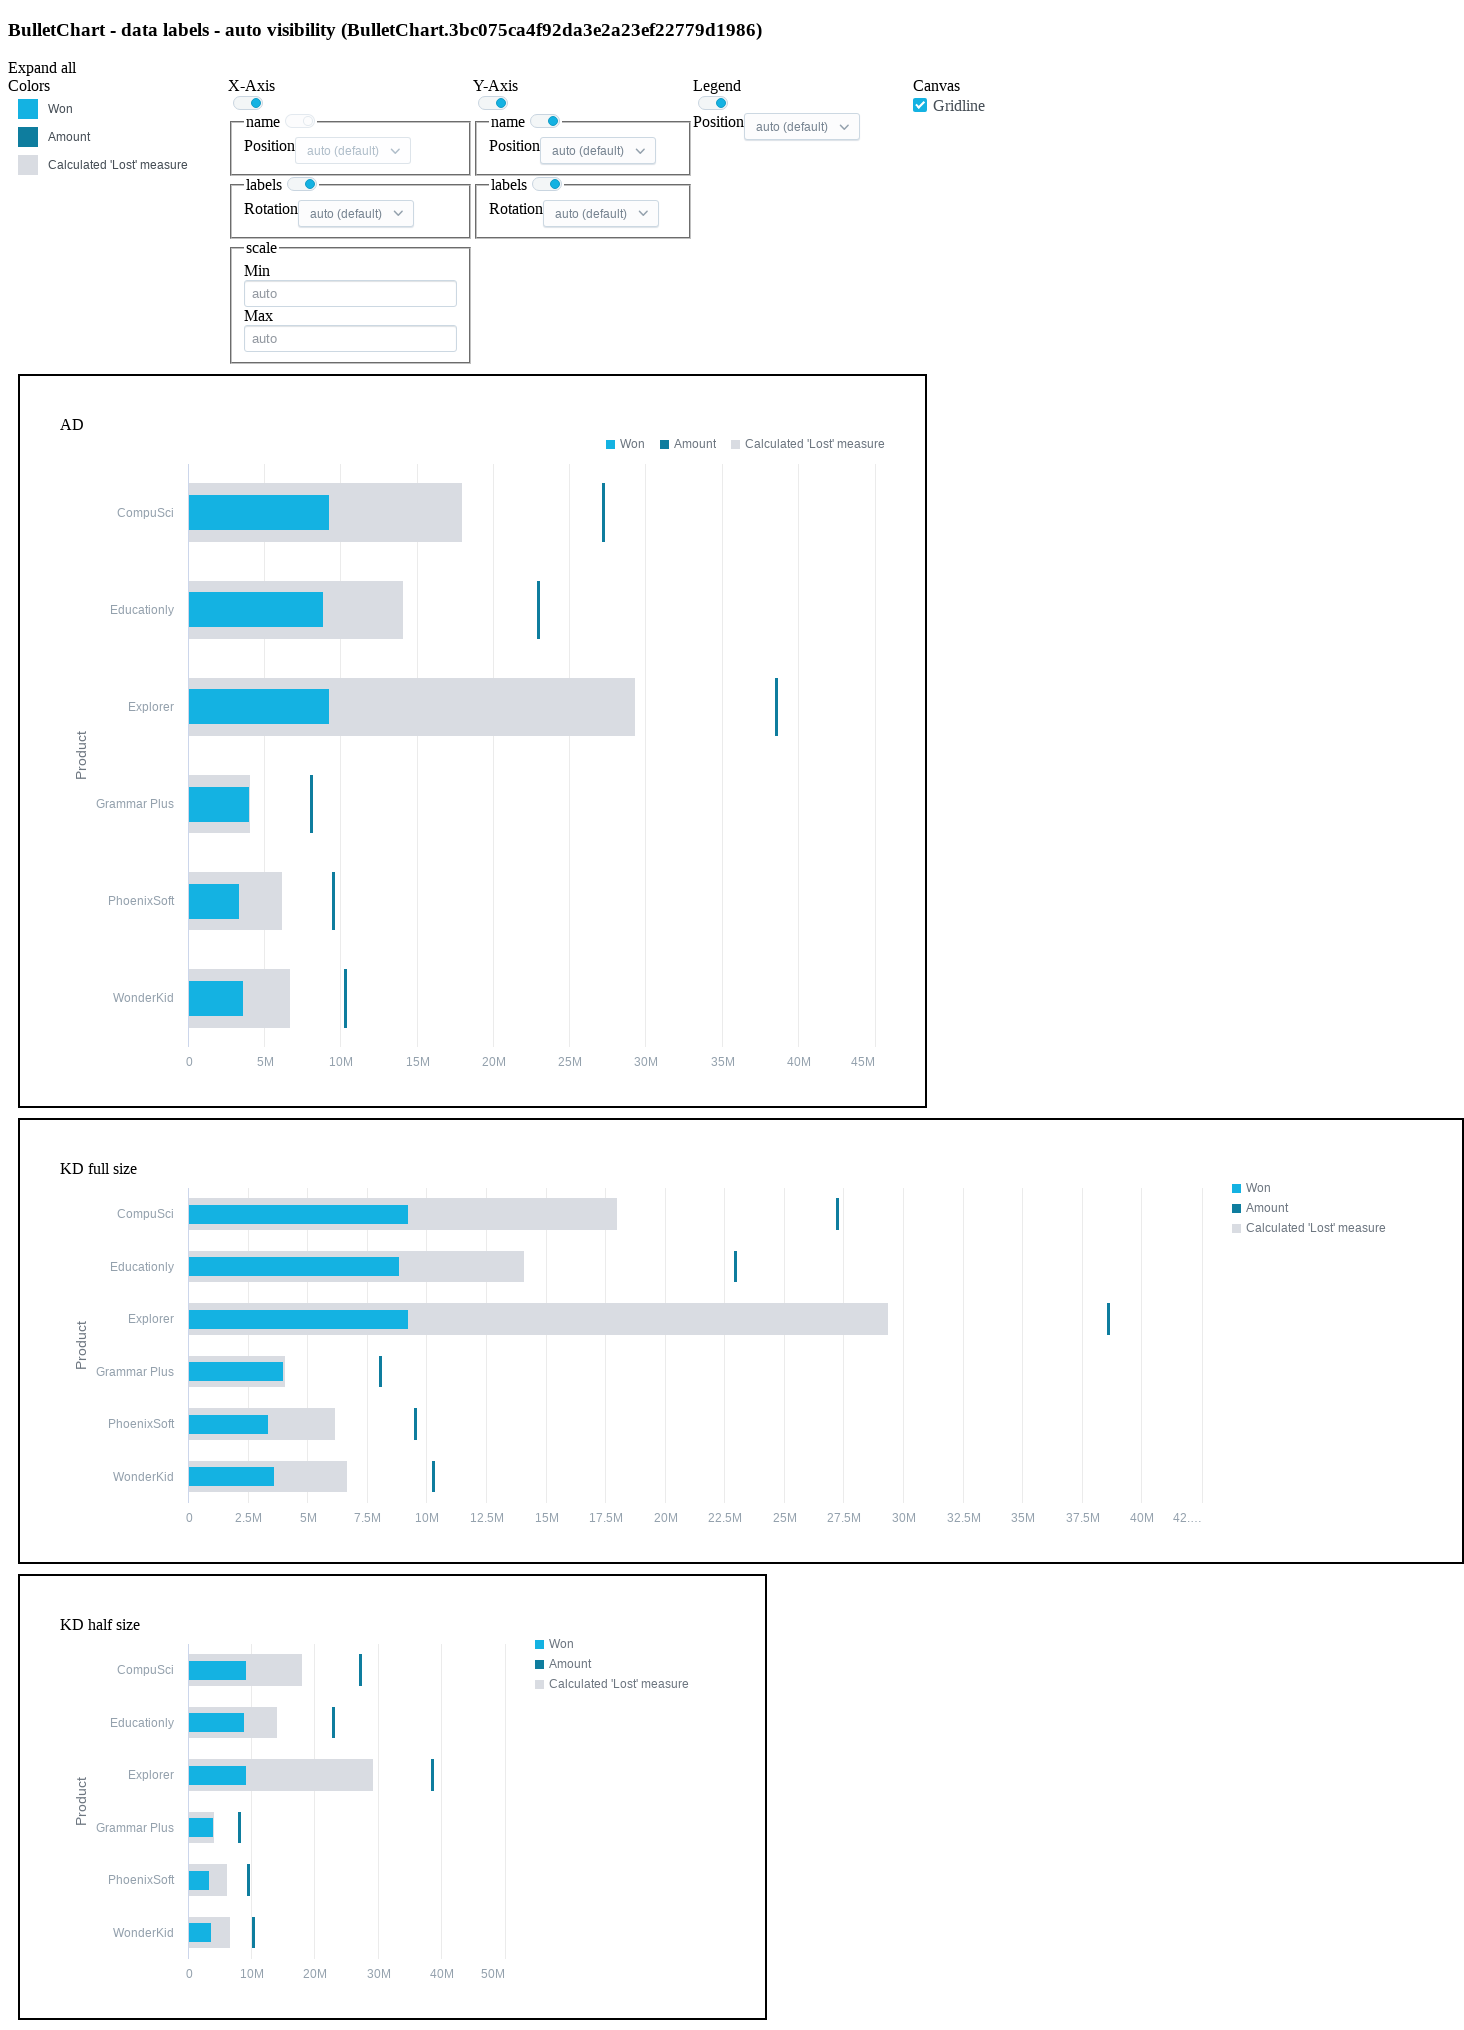 BulletChart - data labels - auto visibility (BulletChart.3bc075ca4f92da3e2a23ef22779d1986)
Expand all
Colors
Won
Amount
Calculated 'Lost' measure
X-Axis
name
Position auto (default)
labels
Rotation auto (default)
scale
Min
auto
Max
auto
Y-Axis
name
Position auto (default)
labels
Rotation auto (default)
Legend
Position auto (default)
Canvas
Gridline
AD
Won Amount Calculated 'Lost' measure
Product
CompuSci
Educationly
Explorer
Grammar Plus
PhoenixSoft
WonderKid
0 5M 10M 15M 20M 25M 30M 35M 40M 45M
KD full size
Won
Amount
Calculated 'Lost' measure
Product
CompuSci
Educationly
Explorer
Grammar Plus
PhoenixSoft
WonderKid
0 2.5M 5M 7.5M 10M 12.5M 15M 17.5M 20M 22.5M 25M 27.5M 30M 32.5M 35M 37.5M 40M 42....
KD half size
Won
Amount
Calculated 'Lost' measure
Product
CompuSci
Educationly
Explorer
Grammar Plus
PhoenixSoft
WonderKid
0 10M 20M 30M 40M 50M